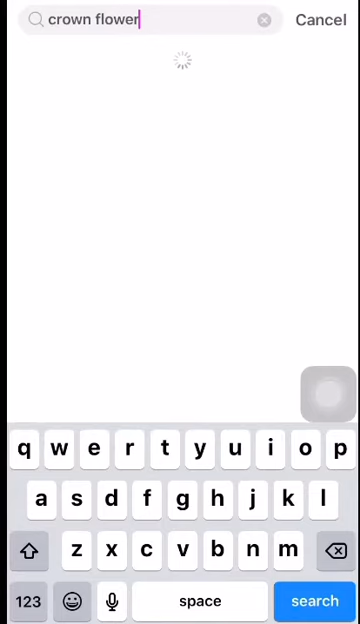 crown flower Cancel
q w e r t y u i o p
a s d f g h j k l
z x c v b n m
123 space search